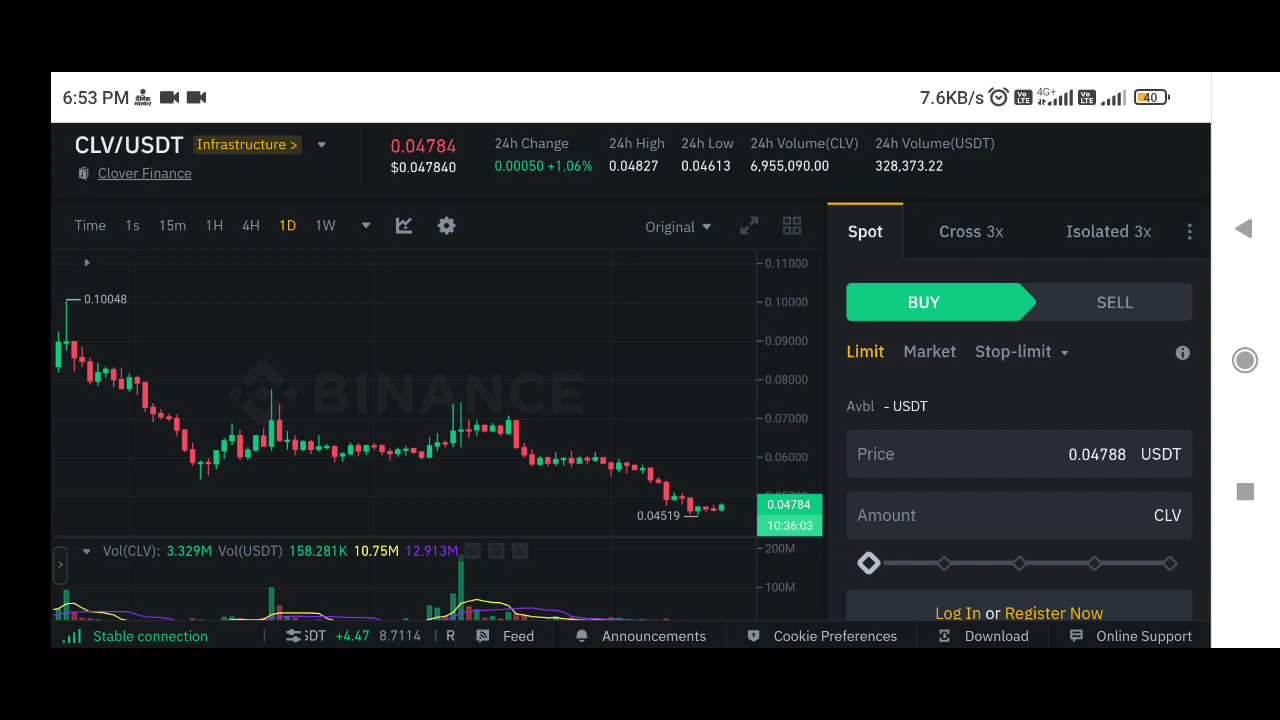 6:53 PM 7.6KB/s Vo LTE 4G+ Vo LTE 40
CLV/USDT Infrastructure >
Clover Finance
0.04784
$0.047840
24h Change
0.00050 +1.06%
24h High
0.04827
24h Low
0.04613
24h Volume(CLV)
6,955,090.00
24h Volume(USDT)
328,373.22
Time 1s 15m 1H 4H 1D 1W Original
0.11000
0.10000
0.09000
0.08000
0.07000
0.06000
0.10048
BINANCE
0.04519
0.04784
10:36:03
Vol(CLV): 3.329M Vol(USDT) 158.281K 10.75M 12.913M
200M
100M
Spot Cross 3x Isolated 3x
BUY SELL
Limit Market Stop-limit
Avbl - USDT
Price 0.04788 USDT
Amount CLV
Log In or Register Now
Stable connection SDT +4.47 8.7114 R Feed Announcements Cookie Preferences Download Online Support